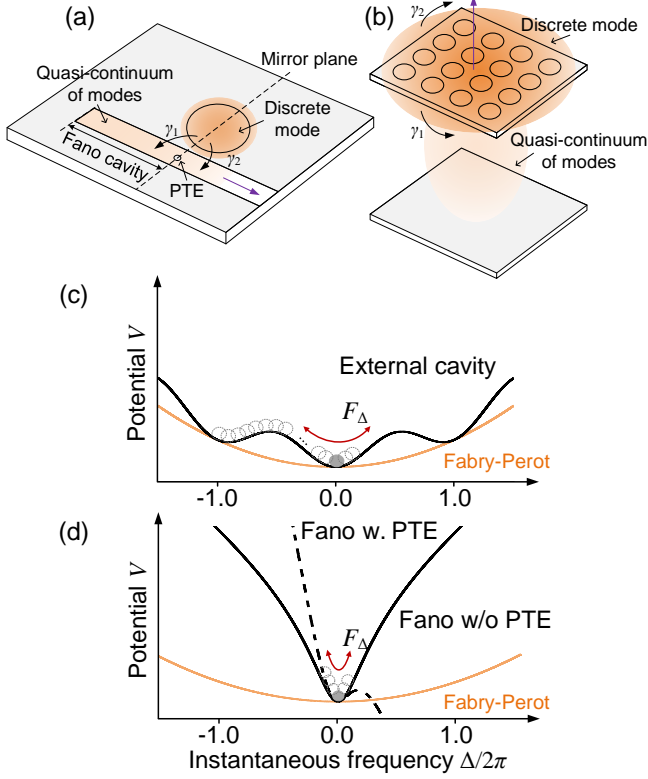 (a)
Quasi-continuum
of modes
Mirror plane
γ1
γ2
Discrete
mode
Fano cavity
PTE
(b)
γ2
Discrete mode
γ1
Quasi-continuum
of modes
(c)
Potential V
External cavity
FΔ
...
Fabry-Perot
-1.0 0.0 1.0
(d)
Potential V
Fano w. PTE
FΔ
Fano w/o PTE
Fabry-Perot
-1.0 0.0 1.0
Instantaneous frequency Δ/2π